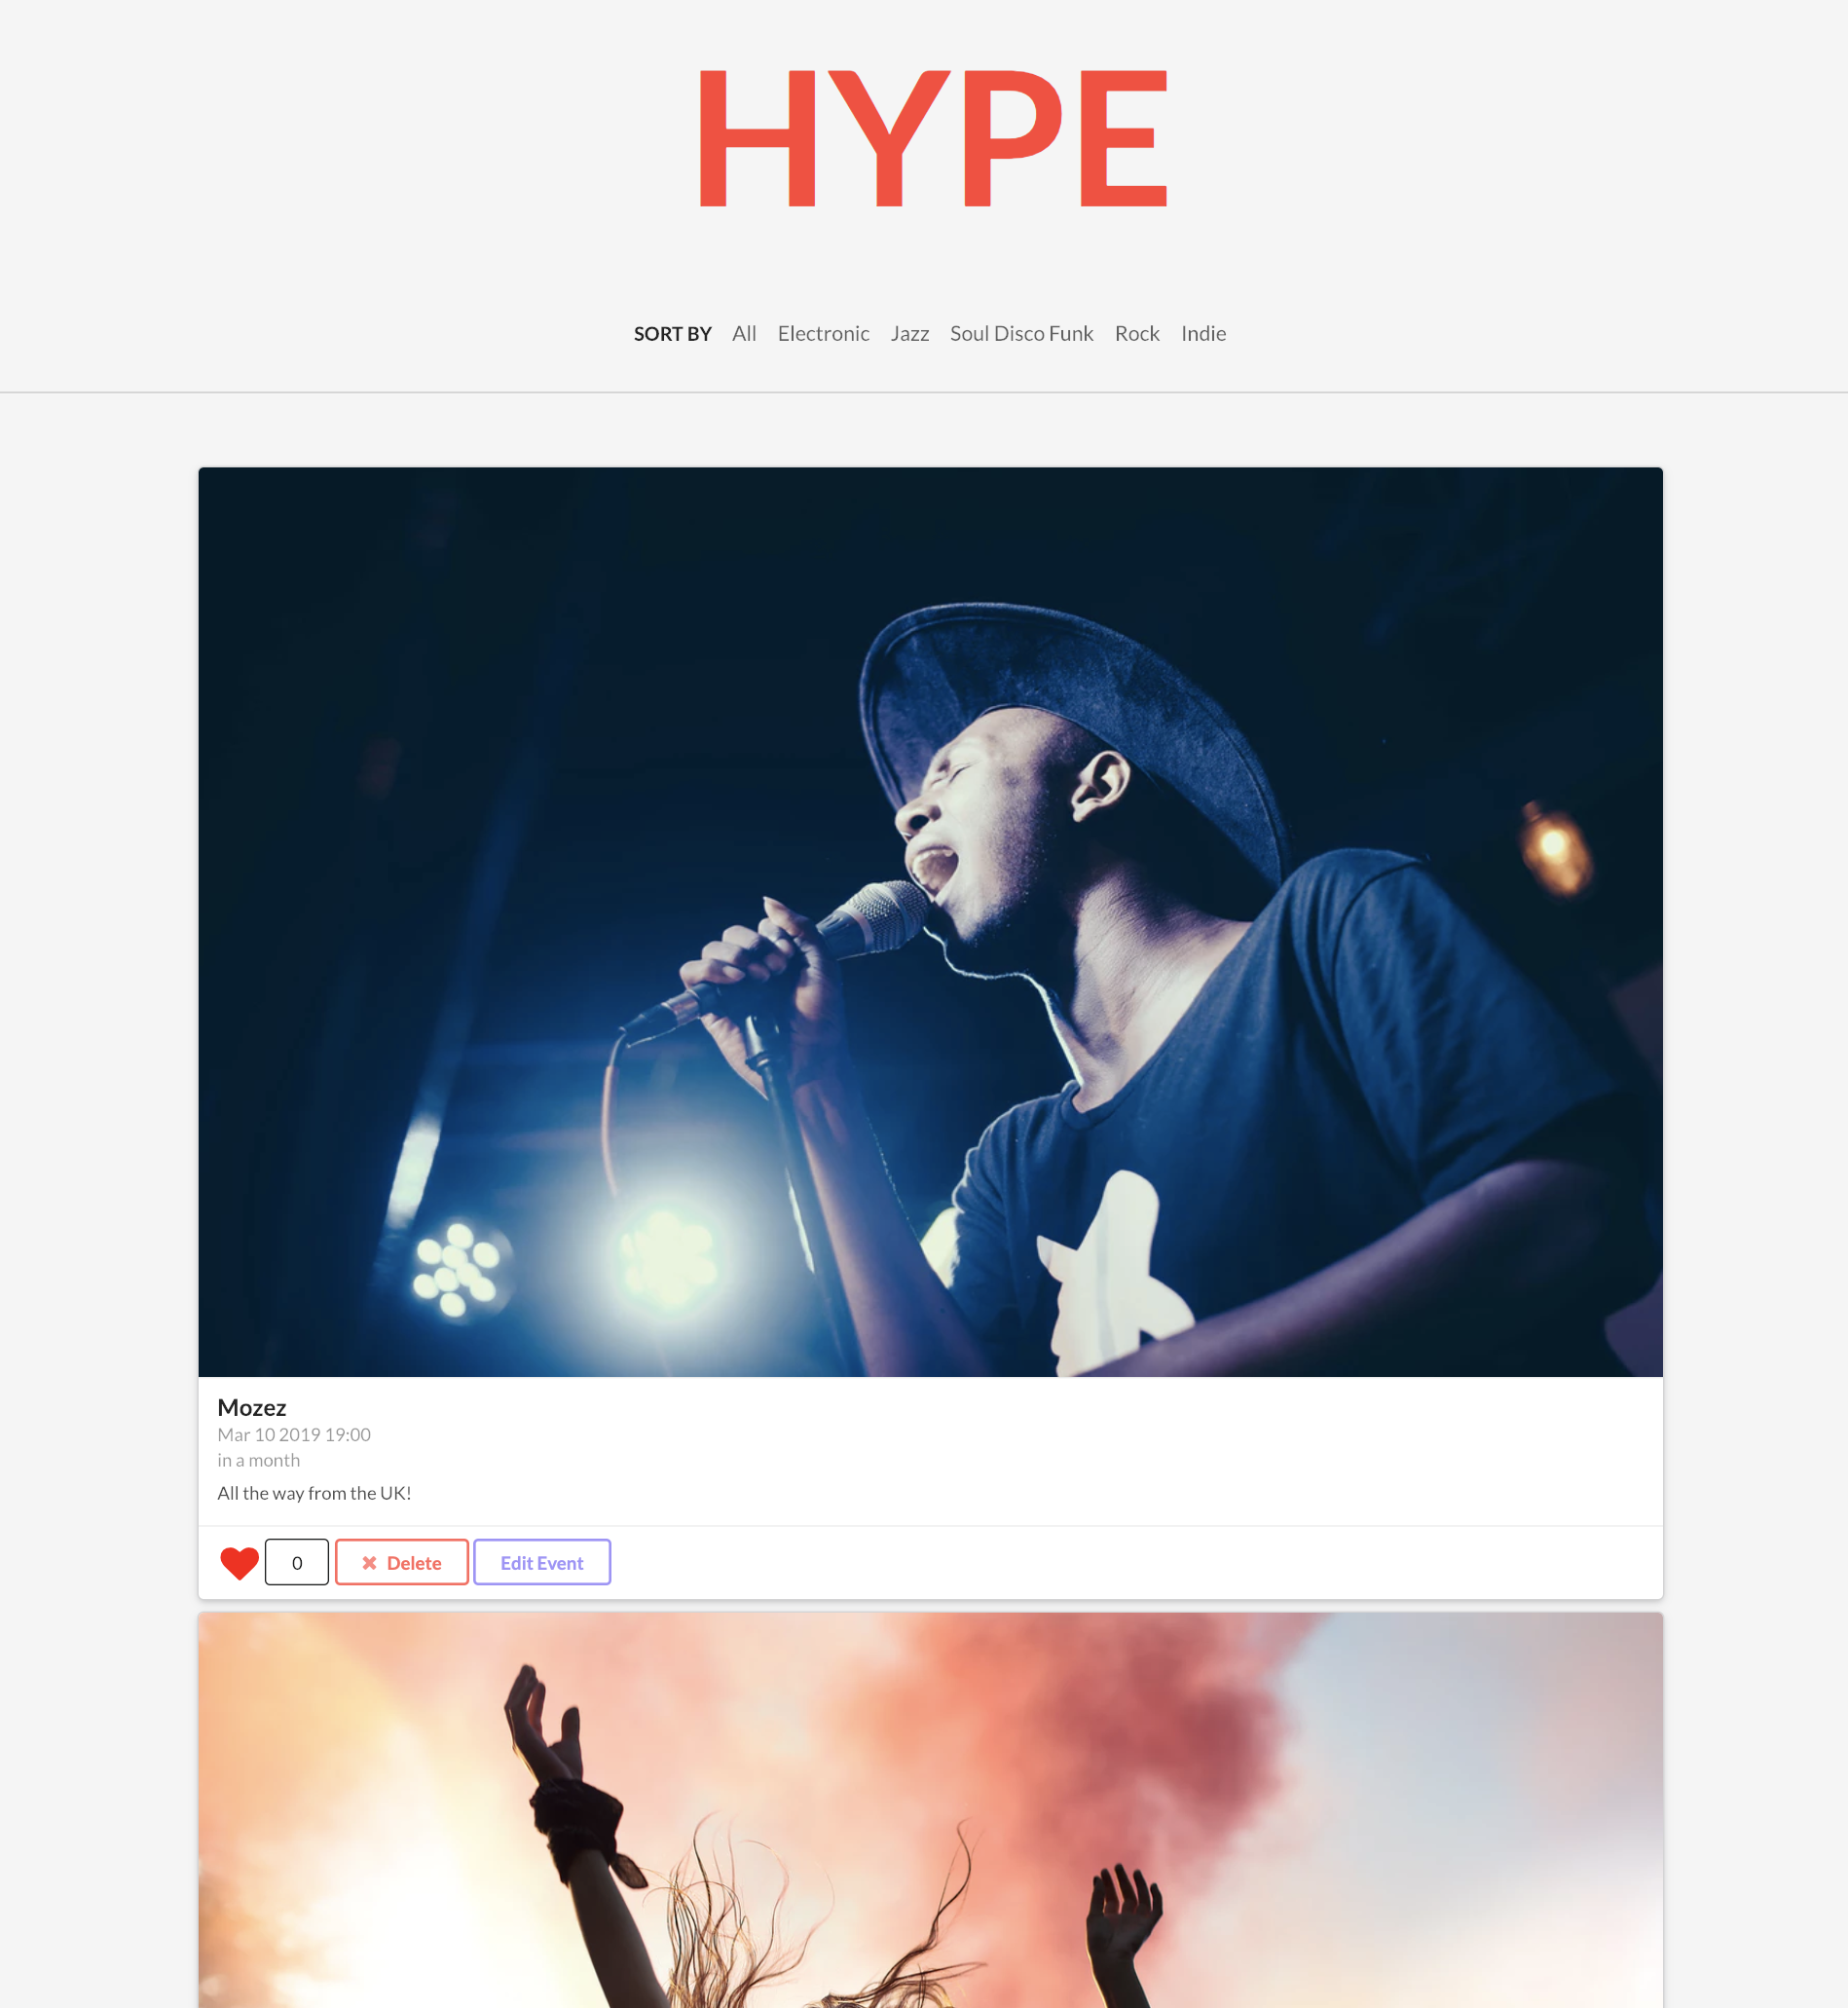 HYPE
SORT BY All Electronic Jazz Soul Disco Funk Rock Indie
Mozez
Mar 10 2019 19:00
in a month
All the way from the UK!
0 Delete Edit Event